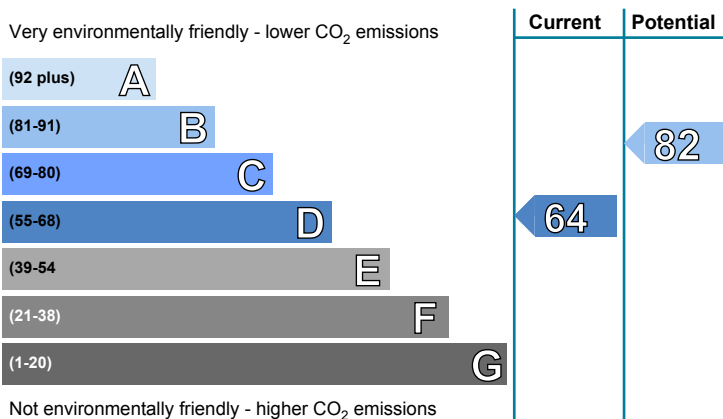 Current Potential
Very environmentally friendly - lower CO2 emissions
(92 plus) A
(81-91) B
82
(69-80) C
(55-68) D
64
(39-54 E
(21-38) F
(1-20) G
Not environmentally friendly - higher CO2 emissions